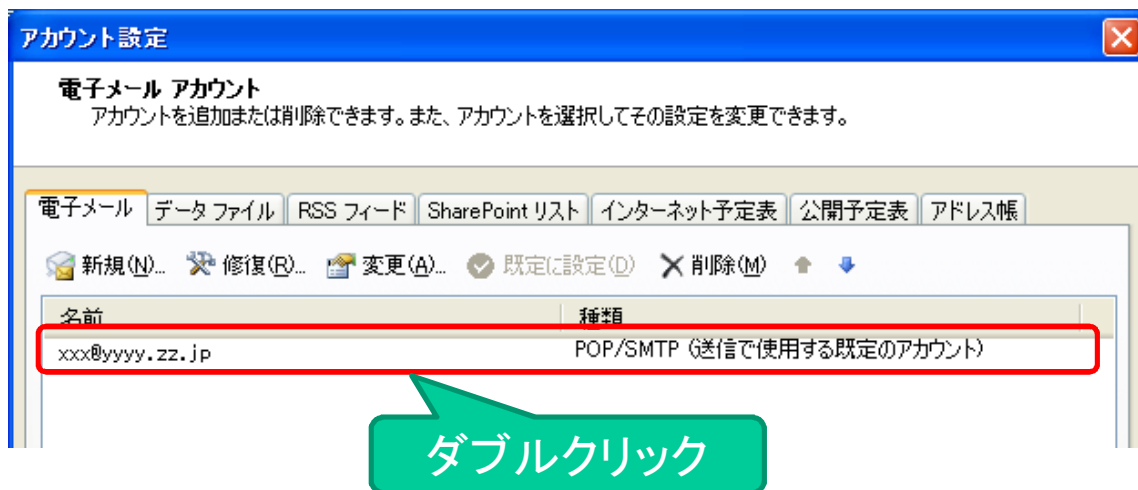 アカウント設定
電子メール アカウント
アカウントを追加または削除できます。また、アカウントを選択してその設定を変更できます。
電子メール データ ファイル RSS フィード SharePoint リスト インターネット予定表 公開予定表 アドレス帳
新規(N)... 修復(R)... 変更(A)... 既定に設定(D) 削除(M)
名前 種類
xxx@yyyy.zz.jp POP/SMTP (送信で使用する既定のアカウント)
ダブルクリック